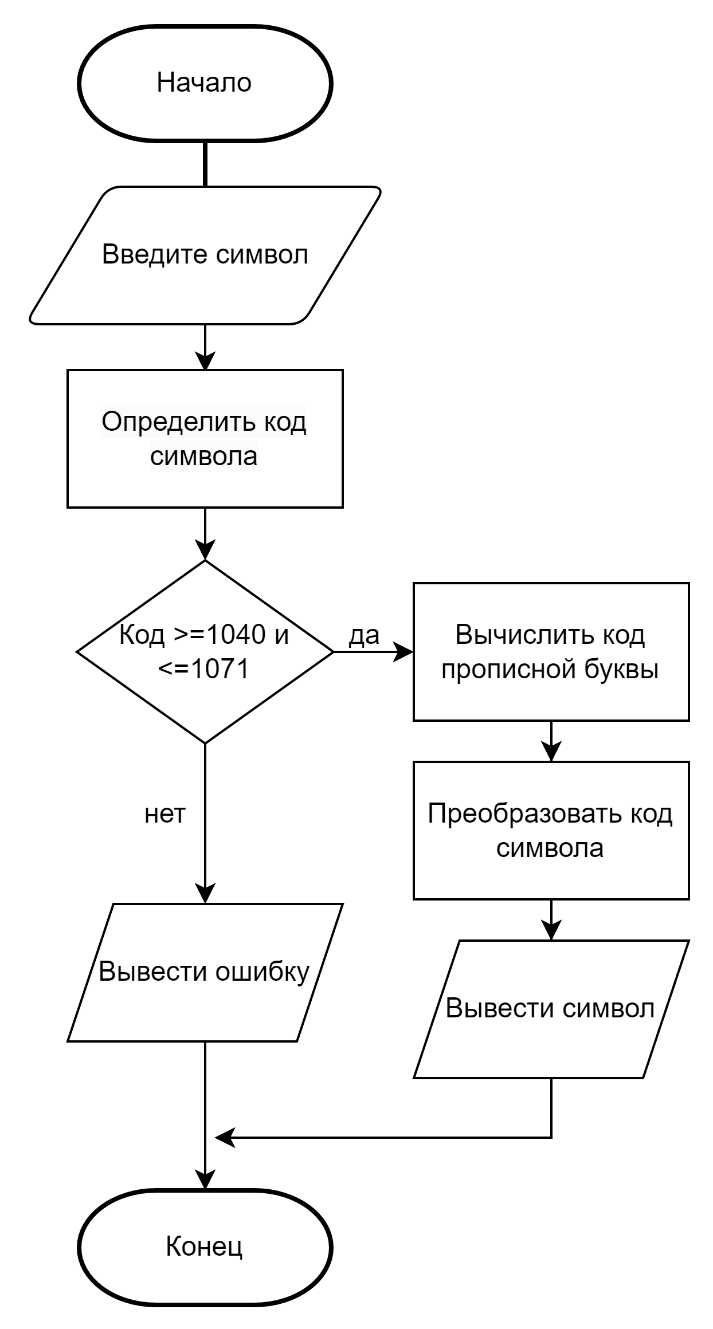 Начало
Введите символ
Определить код
символа
Код >=1040 и
<=1071
да
Вычислить код
прописной буквы
нет
Преобразовать код
символа
Вывести ошибку
Вывести символ
Конец